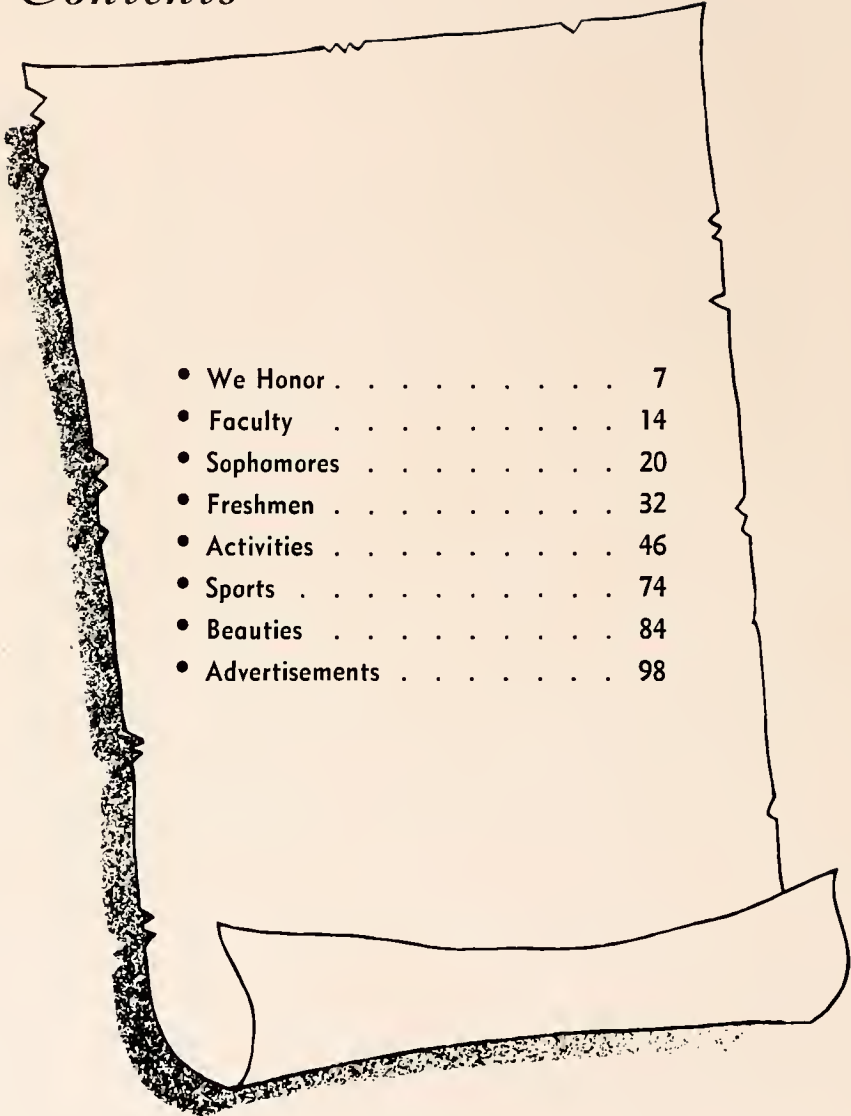 Contents
• We Honor . . . . . . . . . 7
• Faculty . . . . . . . . . 14
• Sophomores . . . . . . . . 20
• Freshmen . . . . . . . . . 32
• Activities . . . . . . . . . 46
• Sports . . . . . . . . . . 74
• Beauties . . . . . . . . . 84
• Advertisements . . . . . . . 98